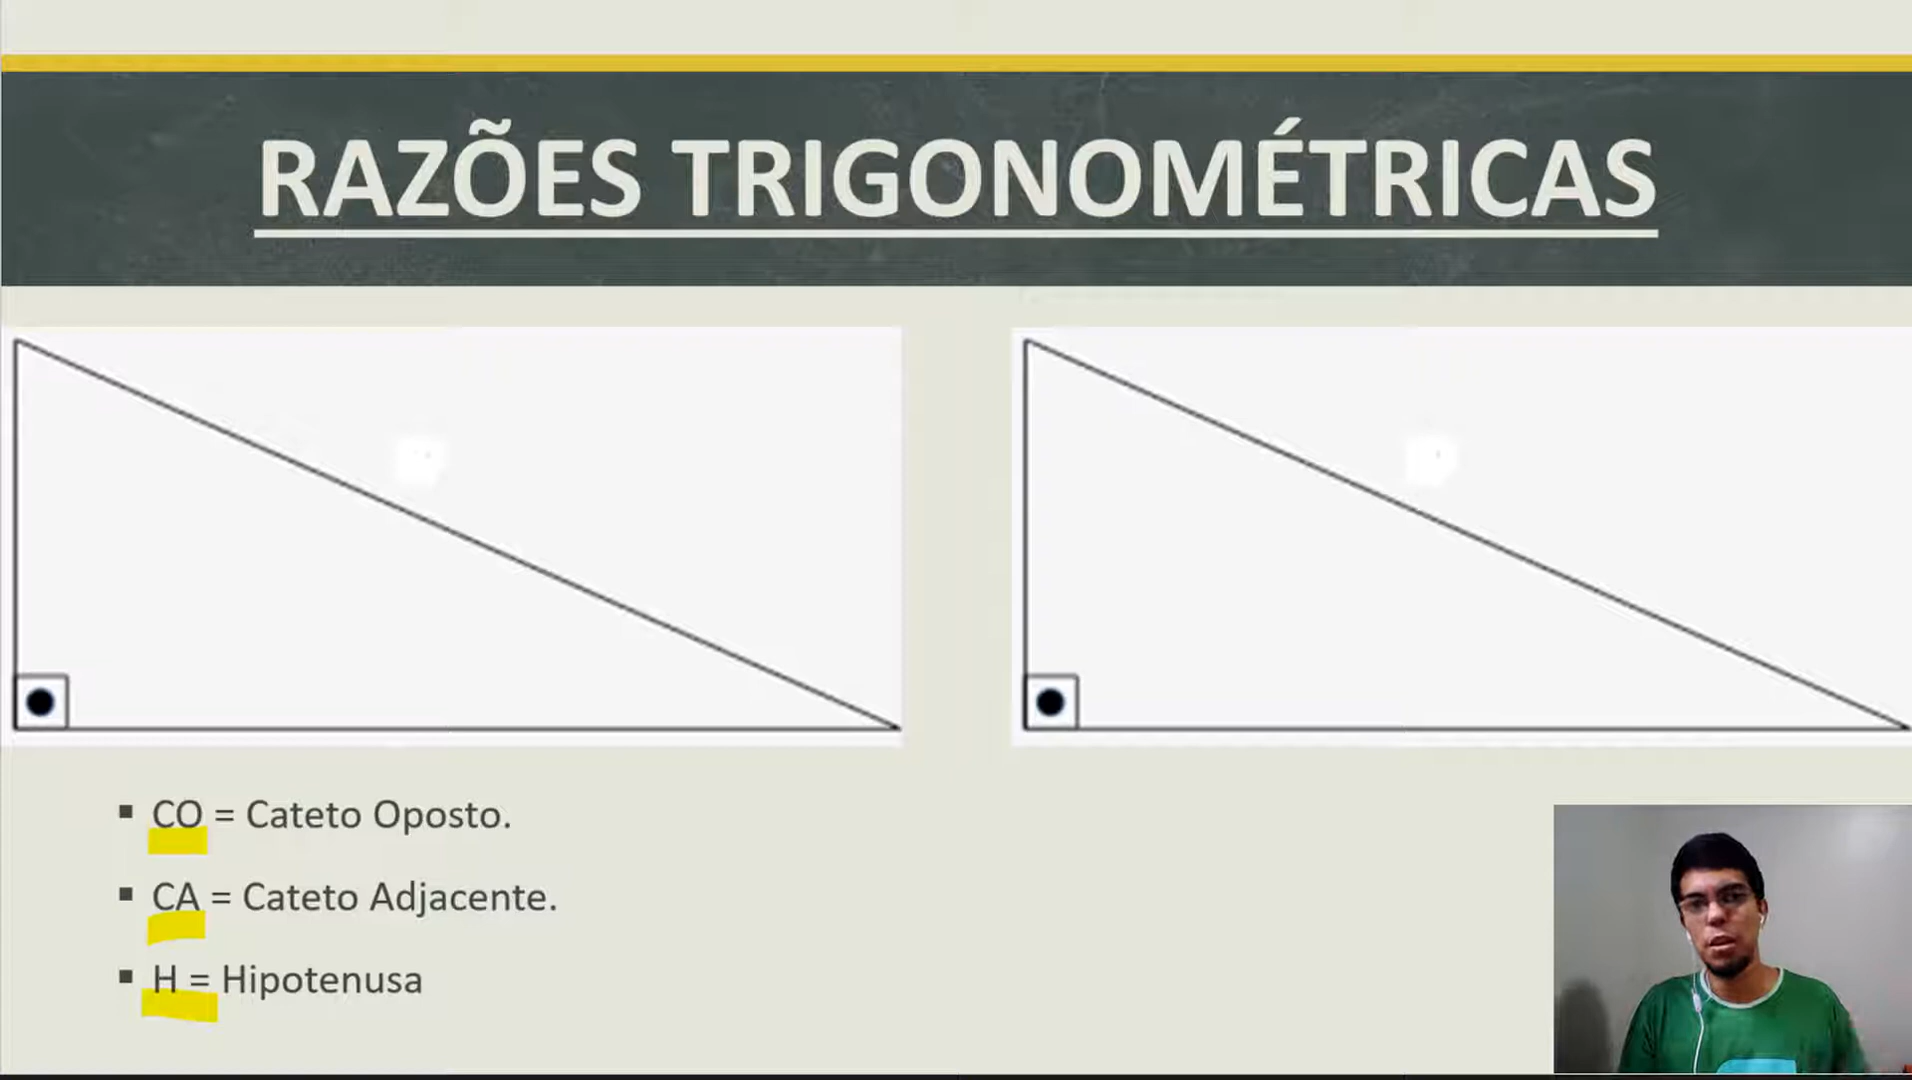 RAZÕES TRIGONOMÉTRICAS
CO = Cateto Oposto.
CA = Cateto Adjacente.
H = Hipotenusa